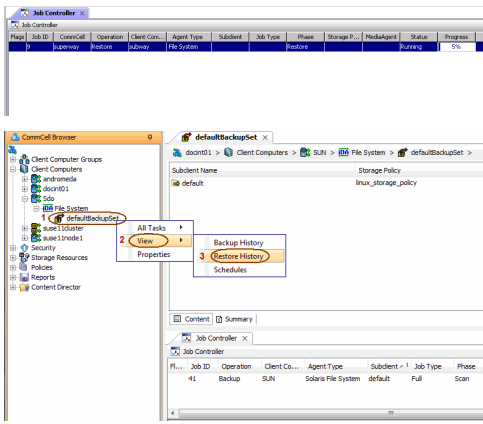 Job Controller
Job Controller
Flags Job ID CommCell Operation Client Com... Agent Type Subclient Job Type Phase Storage P... MediaAgent Status Progress
9 superway Restore subway File System Restore Running 5%
CommCell Browser
Client Computer Groups
Client Computers
andromeda
docint01
Sdo
File System
1 defaultBackupSet
suse11cluster
suse11node1
Security
Storage Resources
Policies
Reports
Content Director
All Tasks
2 View
Properties
Backup History
3 Restore History
Schedules
defaultBackupSet
docint01 > Client Computers > SUN > File System > defaultBackupSet >
Subclient Name Storage Policy
default linux_storage_policy
Content Summary
Job Controller
Job Controller
Fl... Job ID Operation Client Co... Agent Type Subclient 1 Job Type Phase
41 Backup SUN Solaris File System default Full Scan